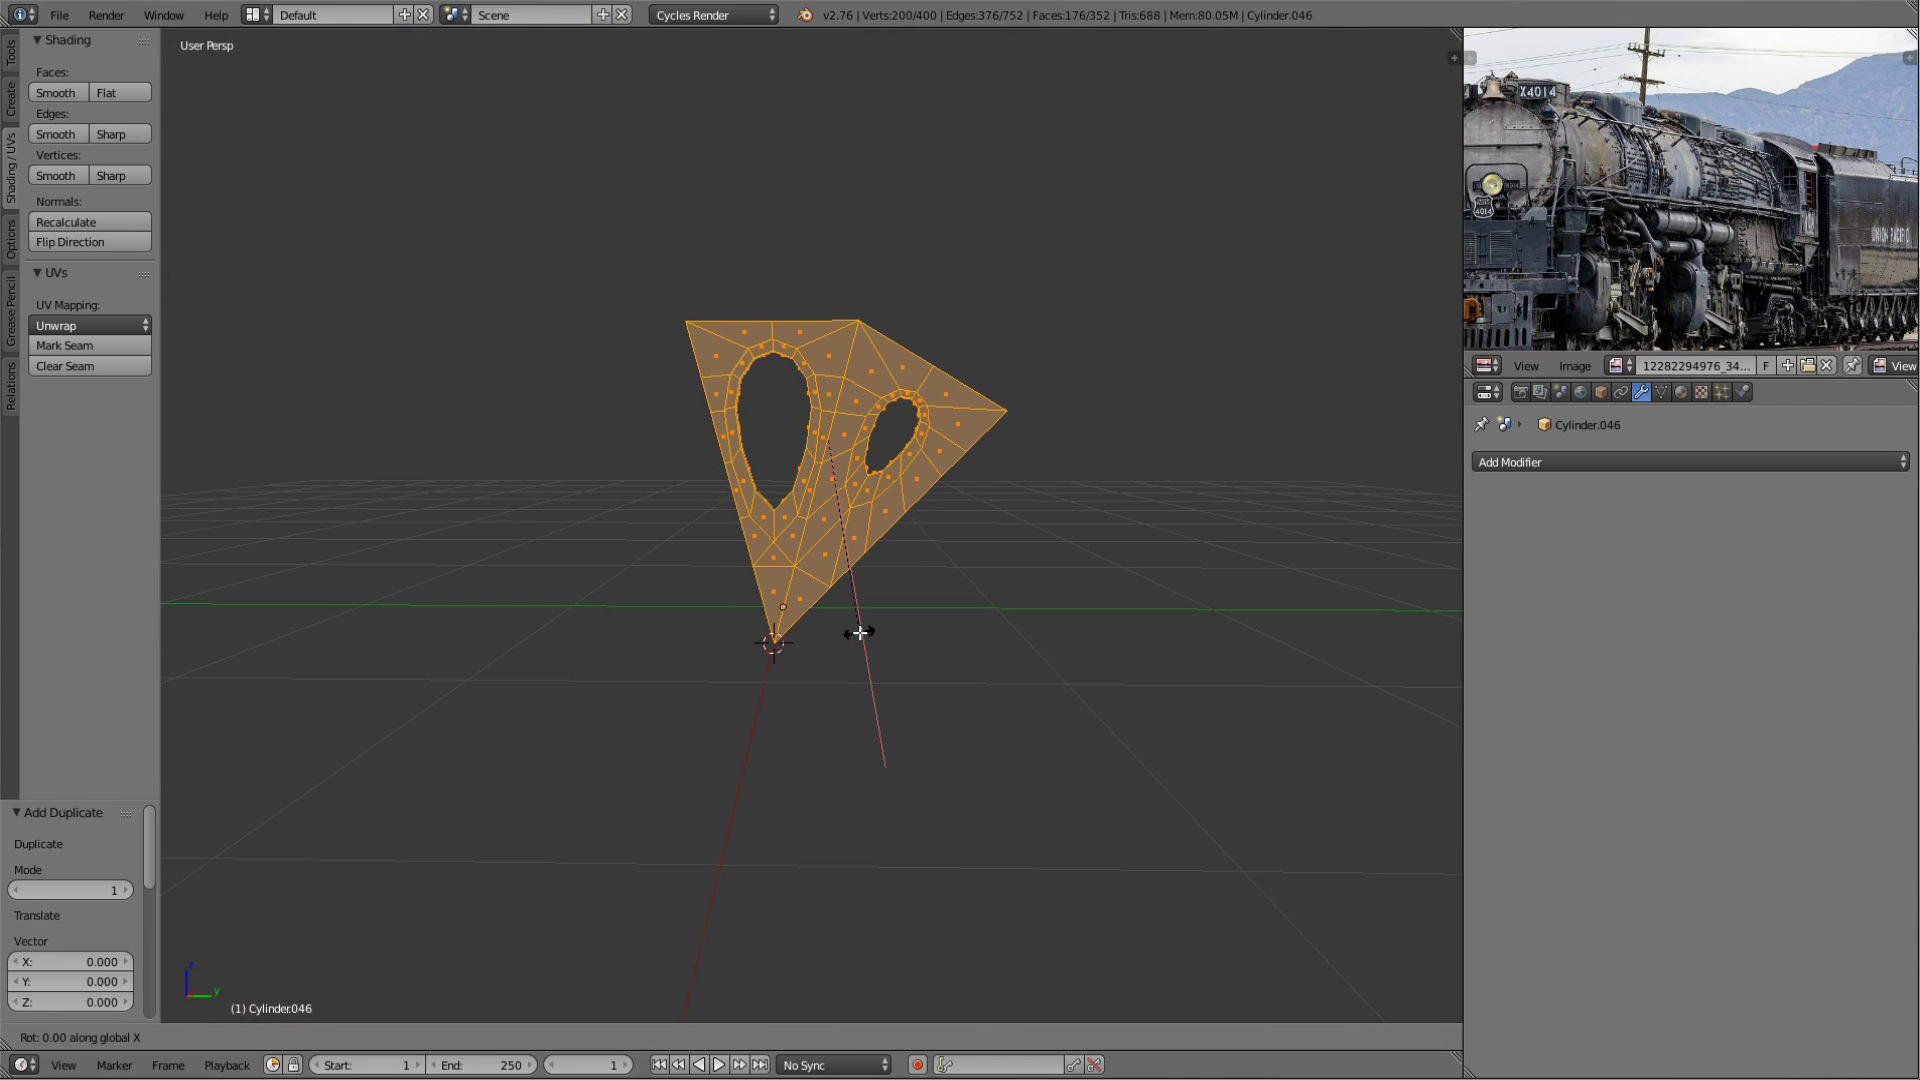 File Render Window Help Default Scene Cycles Render v2.76 | Verts:200/400 | Edges:376/752 | Faces:176/352 | Tris:688 | Mem:80.05M | Cylinder.046
Tools
Create
Shading / UVs
Options
Grease Pencil
Relations
Shading
Faces:
Smooth Flat
Edges:
Smooth Sharp
Vertices:
Smooth Sharp
Normals:
Recalculate
Flip Direction
UVs
UV Mapping:
Unwrap
Mark Seam
Clear Seam
Add Duplicate
Duplicate
Mode
1
Translate
Vector
X: 0.000
Y: 0.000
Z: 0.000
User Persp
z
y
(1) Cylinder.046
Rot: 0.00 along global X
X4014
4014
UNION PACIFIC
View Image 12282294976_34... F View
Cylinder.046
Add Modifier
View Marker Frame Playback Start: 1 End: 250 1 No Sync